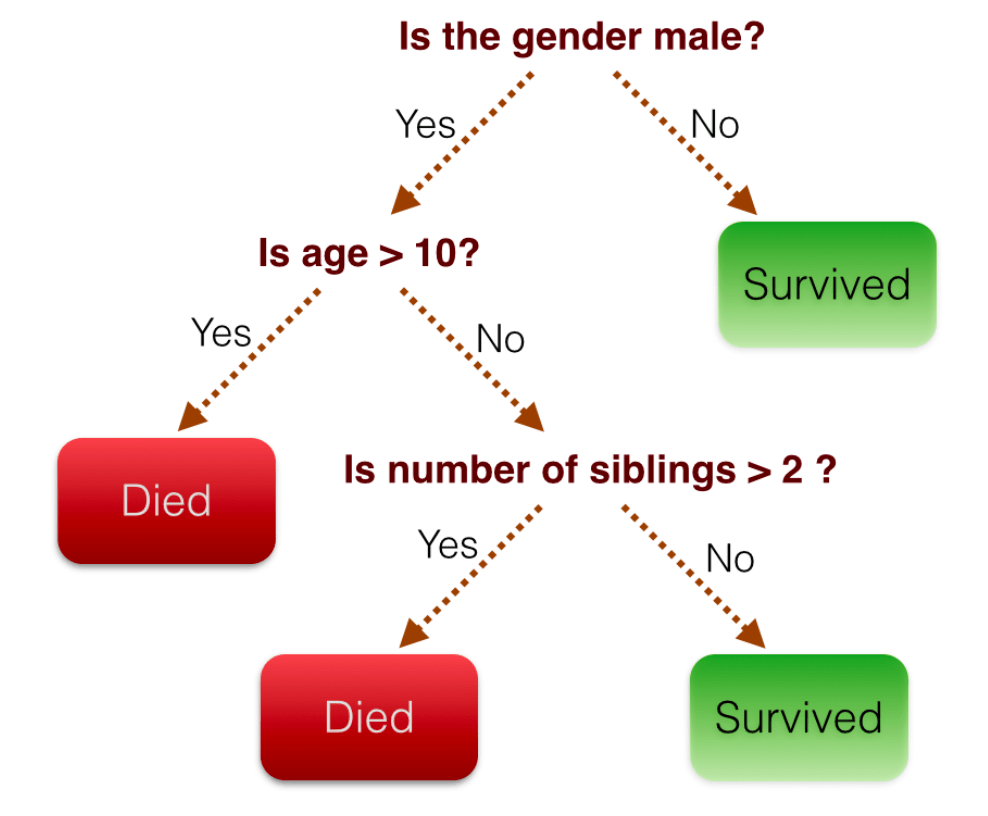 Is the gender male?
Yes
No
Is age > 10?
Survived
Yes
No
Died
Is number of siblings > 2 ?
Yes
No
Died
Survived